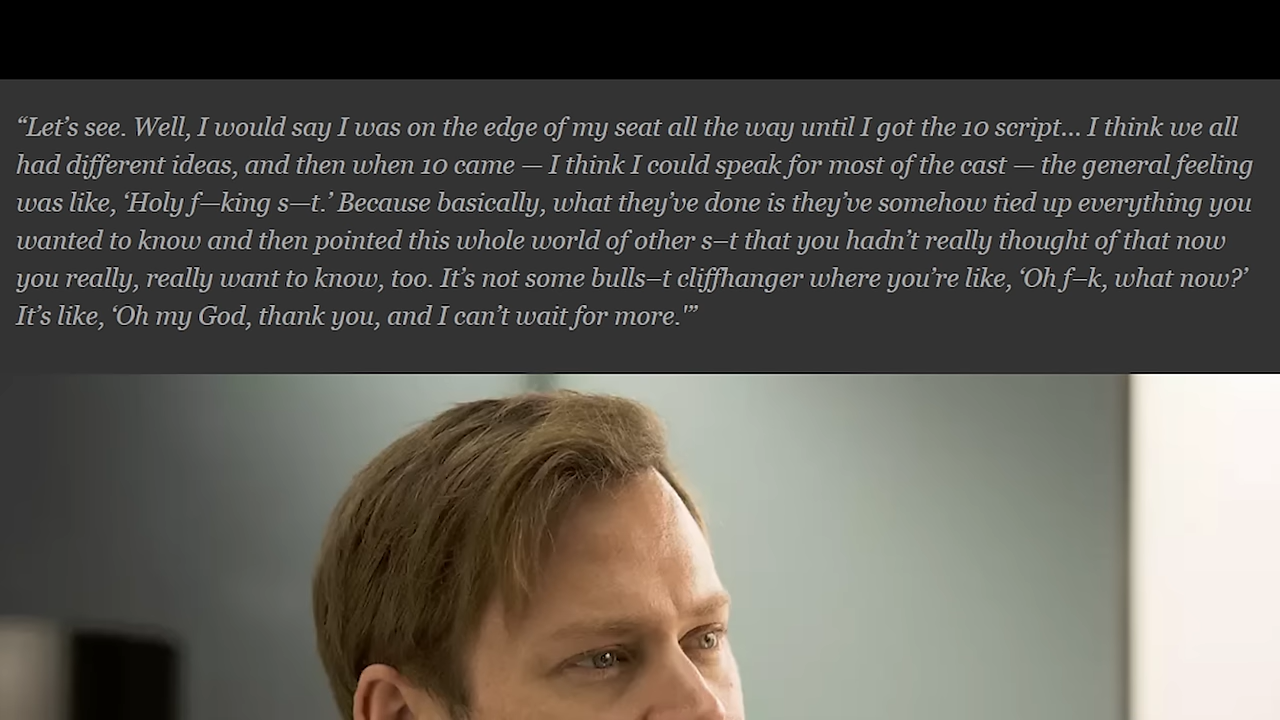 “Let’s see. Well, I would say I was on the edge of my seat all the way until I got the 10 script... I think we all
had different ideas, and then when 10 came — I think I could speak for most of the cast — the general feeling
was like, ‘Holy f—king s—t.’ Because basically, what they’ve done is they’ve somehow tied up everything you
wanted to know and then pointed this whole world of other s–t that you hadn’t really thought of that now
you really, really want to know, too. It’s not some bulls–t cliffhanger where you’re like, ‘Oh f–k, what now?’
It’s like, ‘Oh my God, thank you, and I can’t wait for more.'”